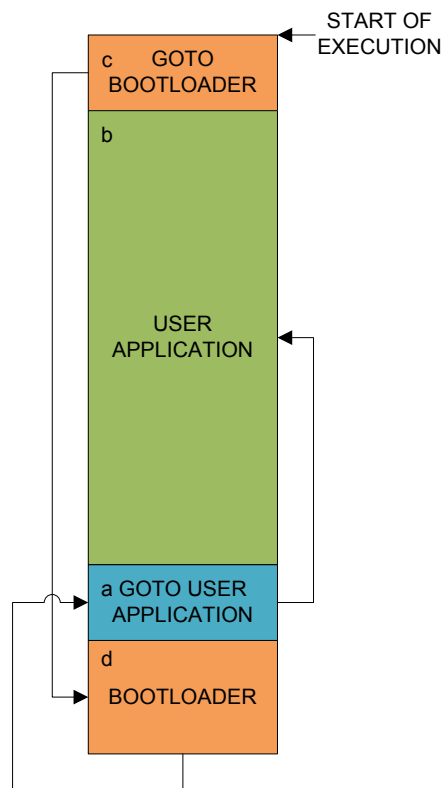 START OF
EXECUTION
c GOTO
BOOTLOADER
b
USER
APPLICATION
a GOTO USER
APPLICATION
d
BOOTLOADER